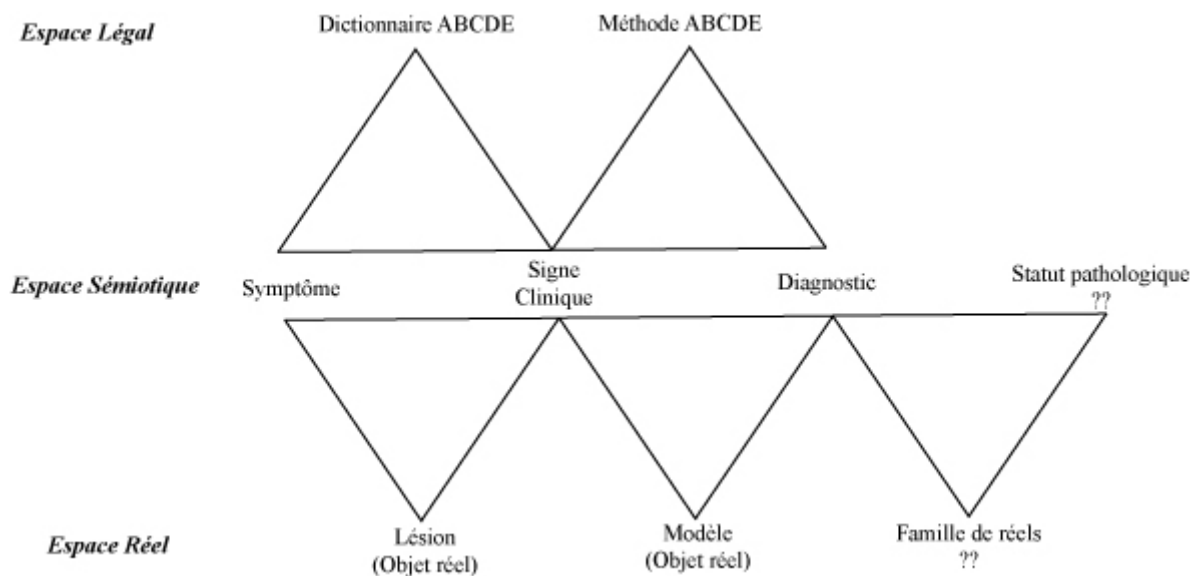 Espace Légal
Dictionnaire ABCDE
Méthode ABCDE
Espace Sémiotique
Symptôme
Signe
Clinique
Diagnostic
Statut pathologique
??
Espace Réel
Lésion
(Objet réel)
Modèle
(Objet réel)
Famille de réels
??